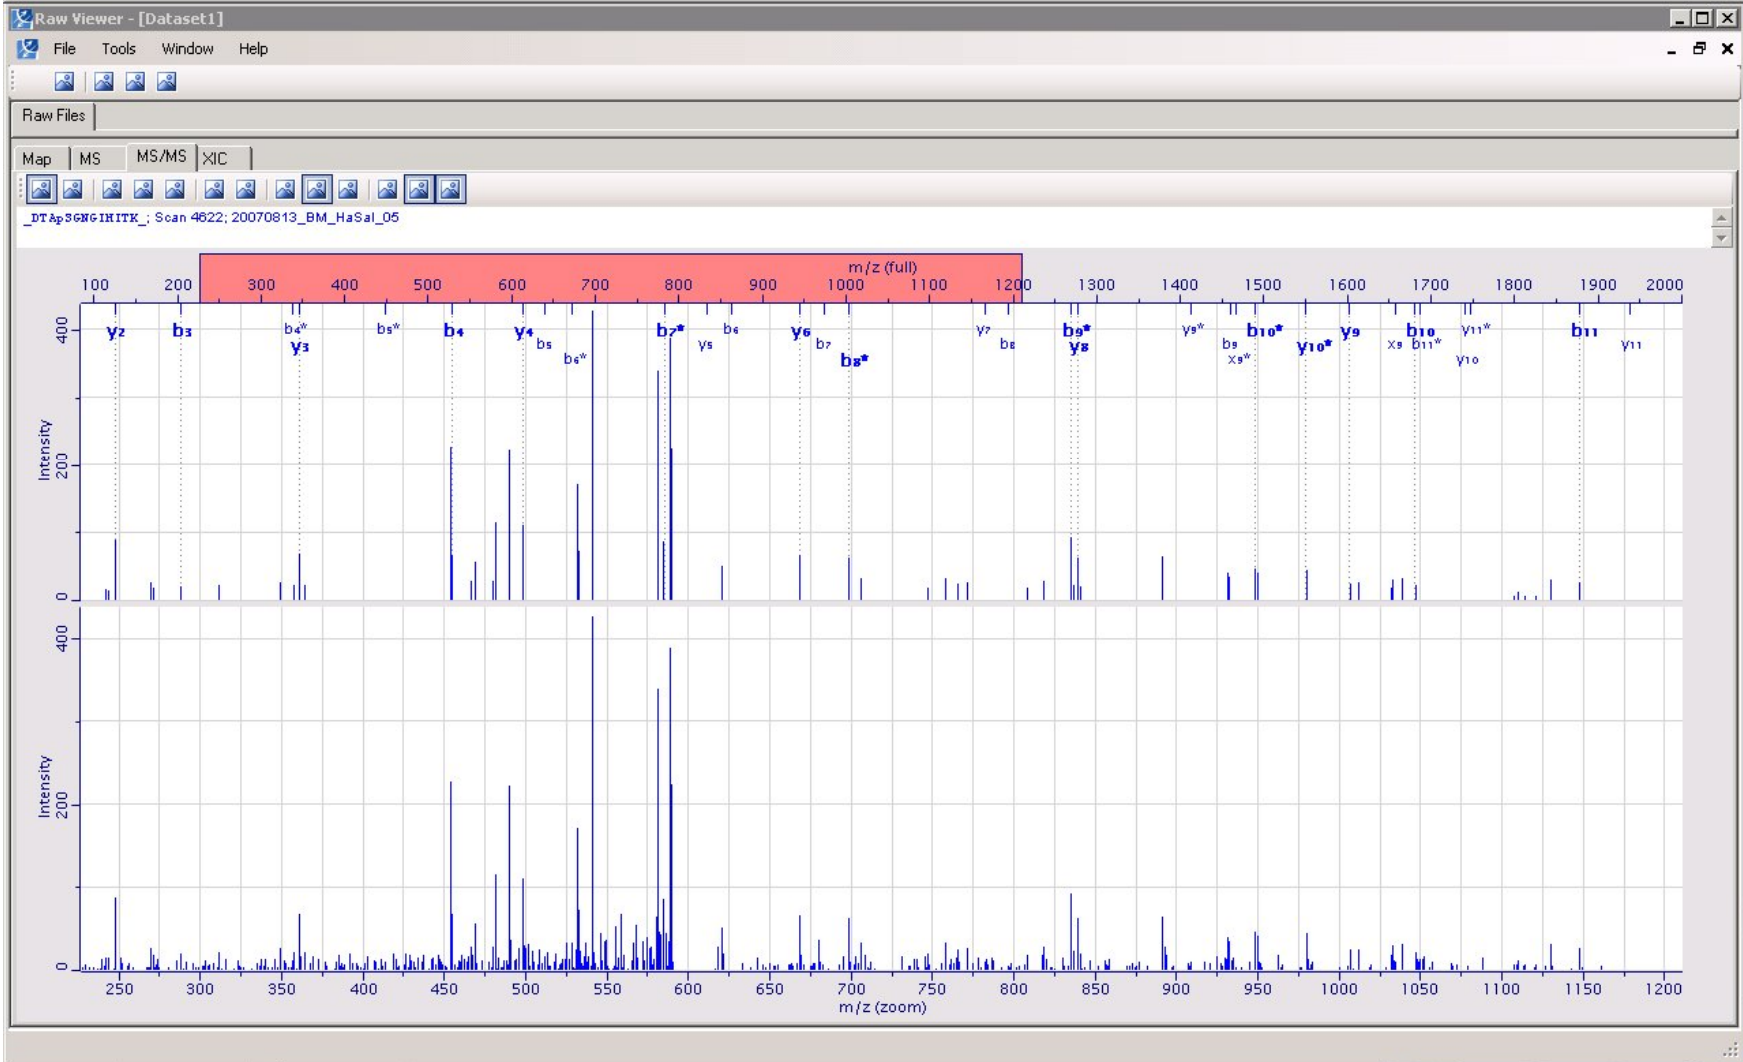 Raw Viewer - [Dataset1]
File Tools Window Help
Raw Files
Map MS MS/MS XIC
_DTApSGNGIHITK_; Scan 4622; 20070813_BM_HaSal_05
m/z (full)
100 200 300 400 500 600 700 800 900 1000 1100 1200 1300 1400 1500 1600 1700 1800 1900 2000
y2 b3 b4* b5* b4 y4 b7* b6 y6 y7 b9* y9* b10* y9 b10 y11* b11
y3 b5 y5 b7 b8 y8 b9 y10* x9 b11* y11
b6* b8* x9* y10
400
Intensity
200
0
400
Intensity
200
0
250 300 350 400 450 500 550 600 650 700 750 800 850 900 950 1000 1050 1100 1150 1200
m/z (zoom)